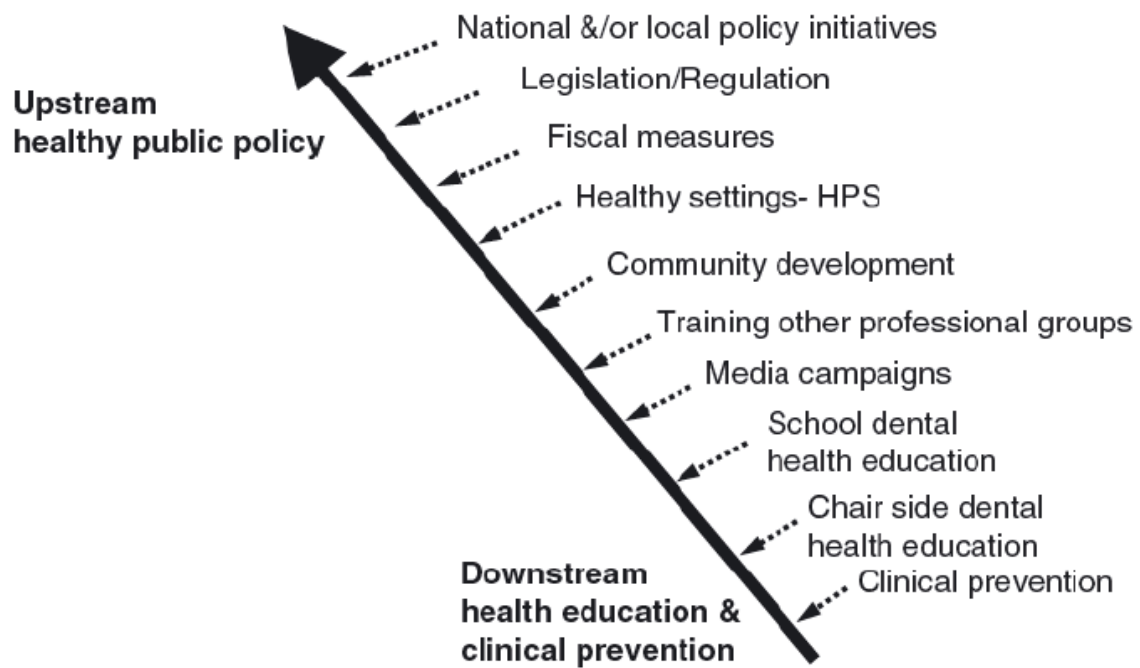 National &/or local policy initiatives
Legislation/Regulation
Upstream
healthy public policy
Fiscal measures
Healthy settings- HPS
Community development
Training other professional groups
Media campaigns
School dental
health education
Chair side dental
health education
Downstream
health education &
clinical prevention
Clinical prevention